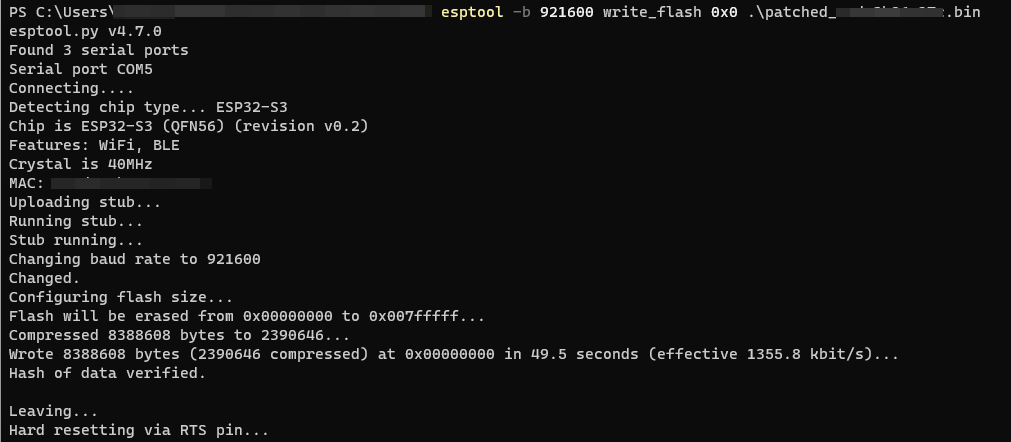 PS C:\Users\ esptool -b 921600 write_flash 0x0 .\patched_ .bin
esptool.py v4.7.0
Found 3 serial ports
Serial port COM5
Connecting....
Detecting chip type... ESP32-S3
Chip is ESP32-S3 (QFN56) (revision v0.2)
Features: WiFi, BLE
Crystal is 40MHz
MAC:
Uploading stub...
Running stub...
Stub running...
Changing baud rate to 921600
Changed.
Configuring flash size...
Flash will be erased from 0x00000000 to 0x007fffff...
Compressed 8388608 bytes to 2390646...
Wrote 8388608 bytes (2390646 compressed) at 0x00000000 in 49.5 seconds (effective 1355.8 kbit/s)...
Hash of data verified.
Leaving...
Hard resetting via RTS pin...